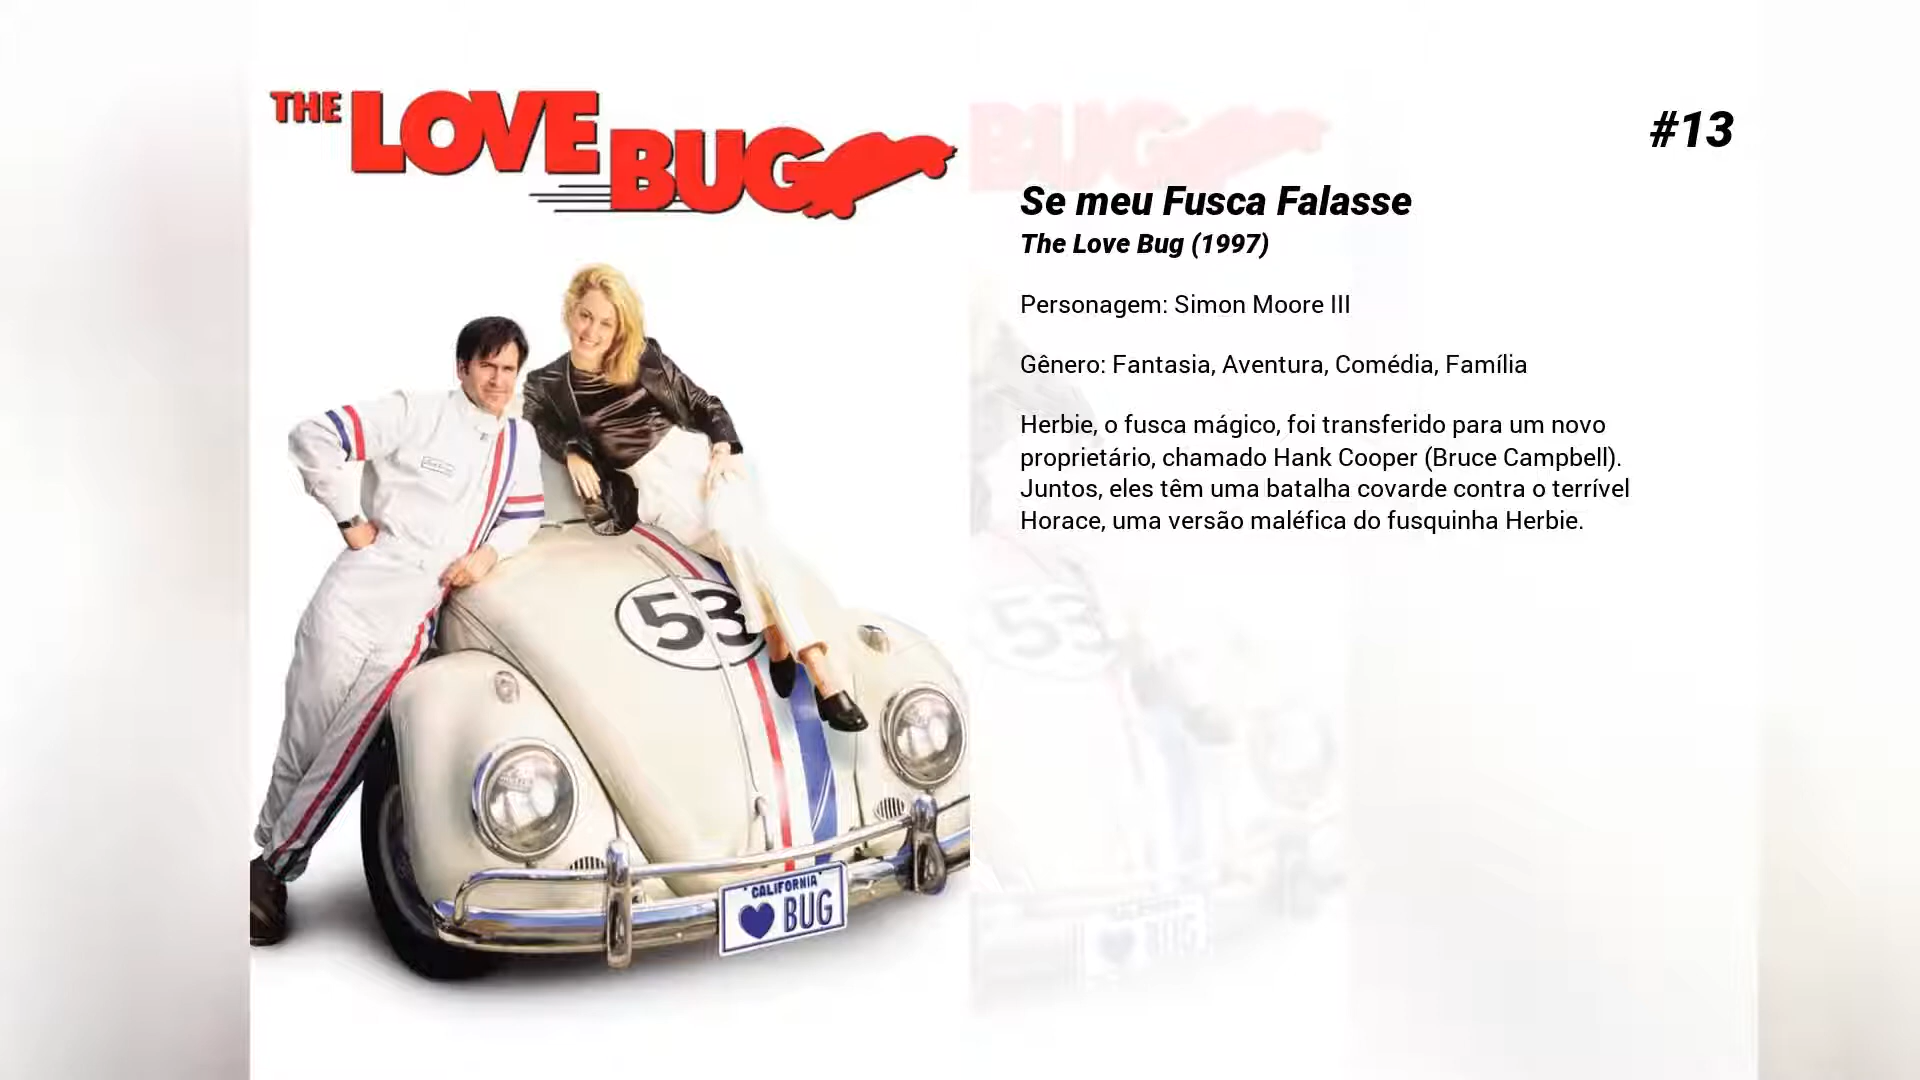 THE LOVE BUG
#13
Se meu Fusca Falasse
The Love Bug (1997)
Personagem: Simon Moore III
Gênero: Fantasia, Aventura, Comédia, Família
Herbie, o fusca mágico, foi transferido para um novo
proprietário, chamado Hank Cooper (Bruce Campbell).
Juntos, eles têm uma batalha covarde contra o terrível
Horace, uma versão maléfica do fusquinha Herbie.
53
CALIFORNIA
BUG